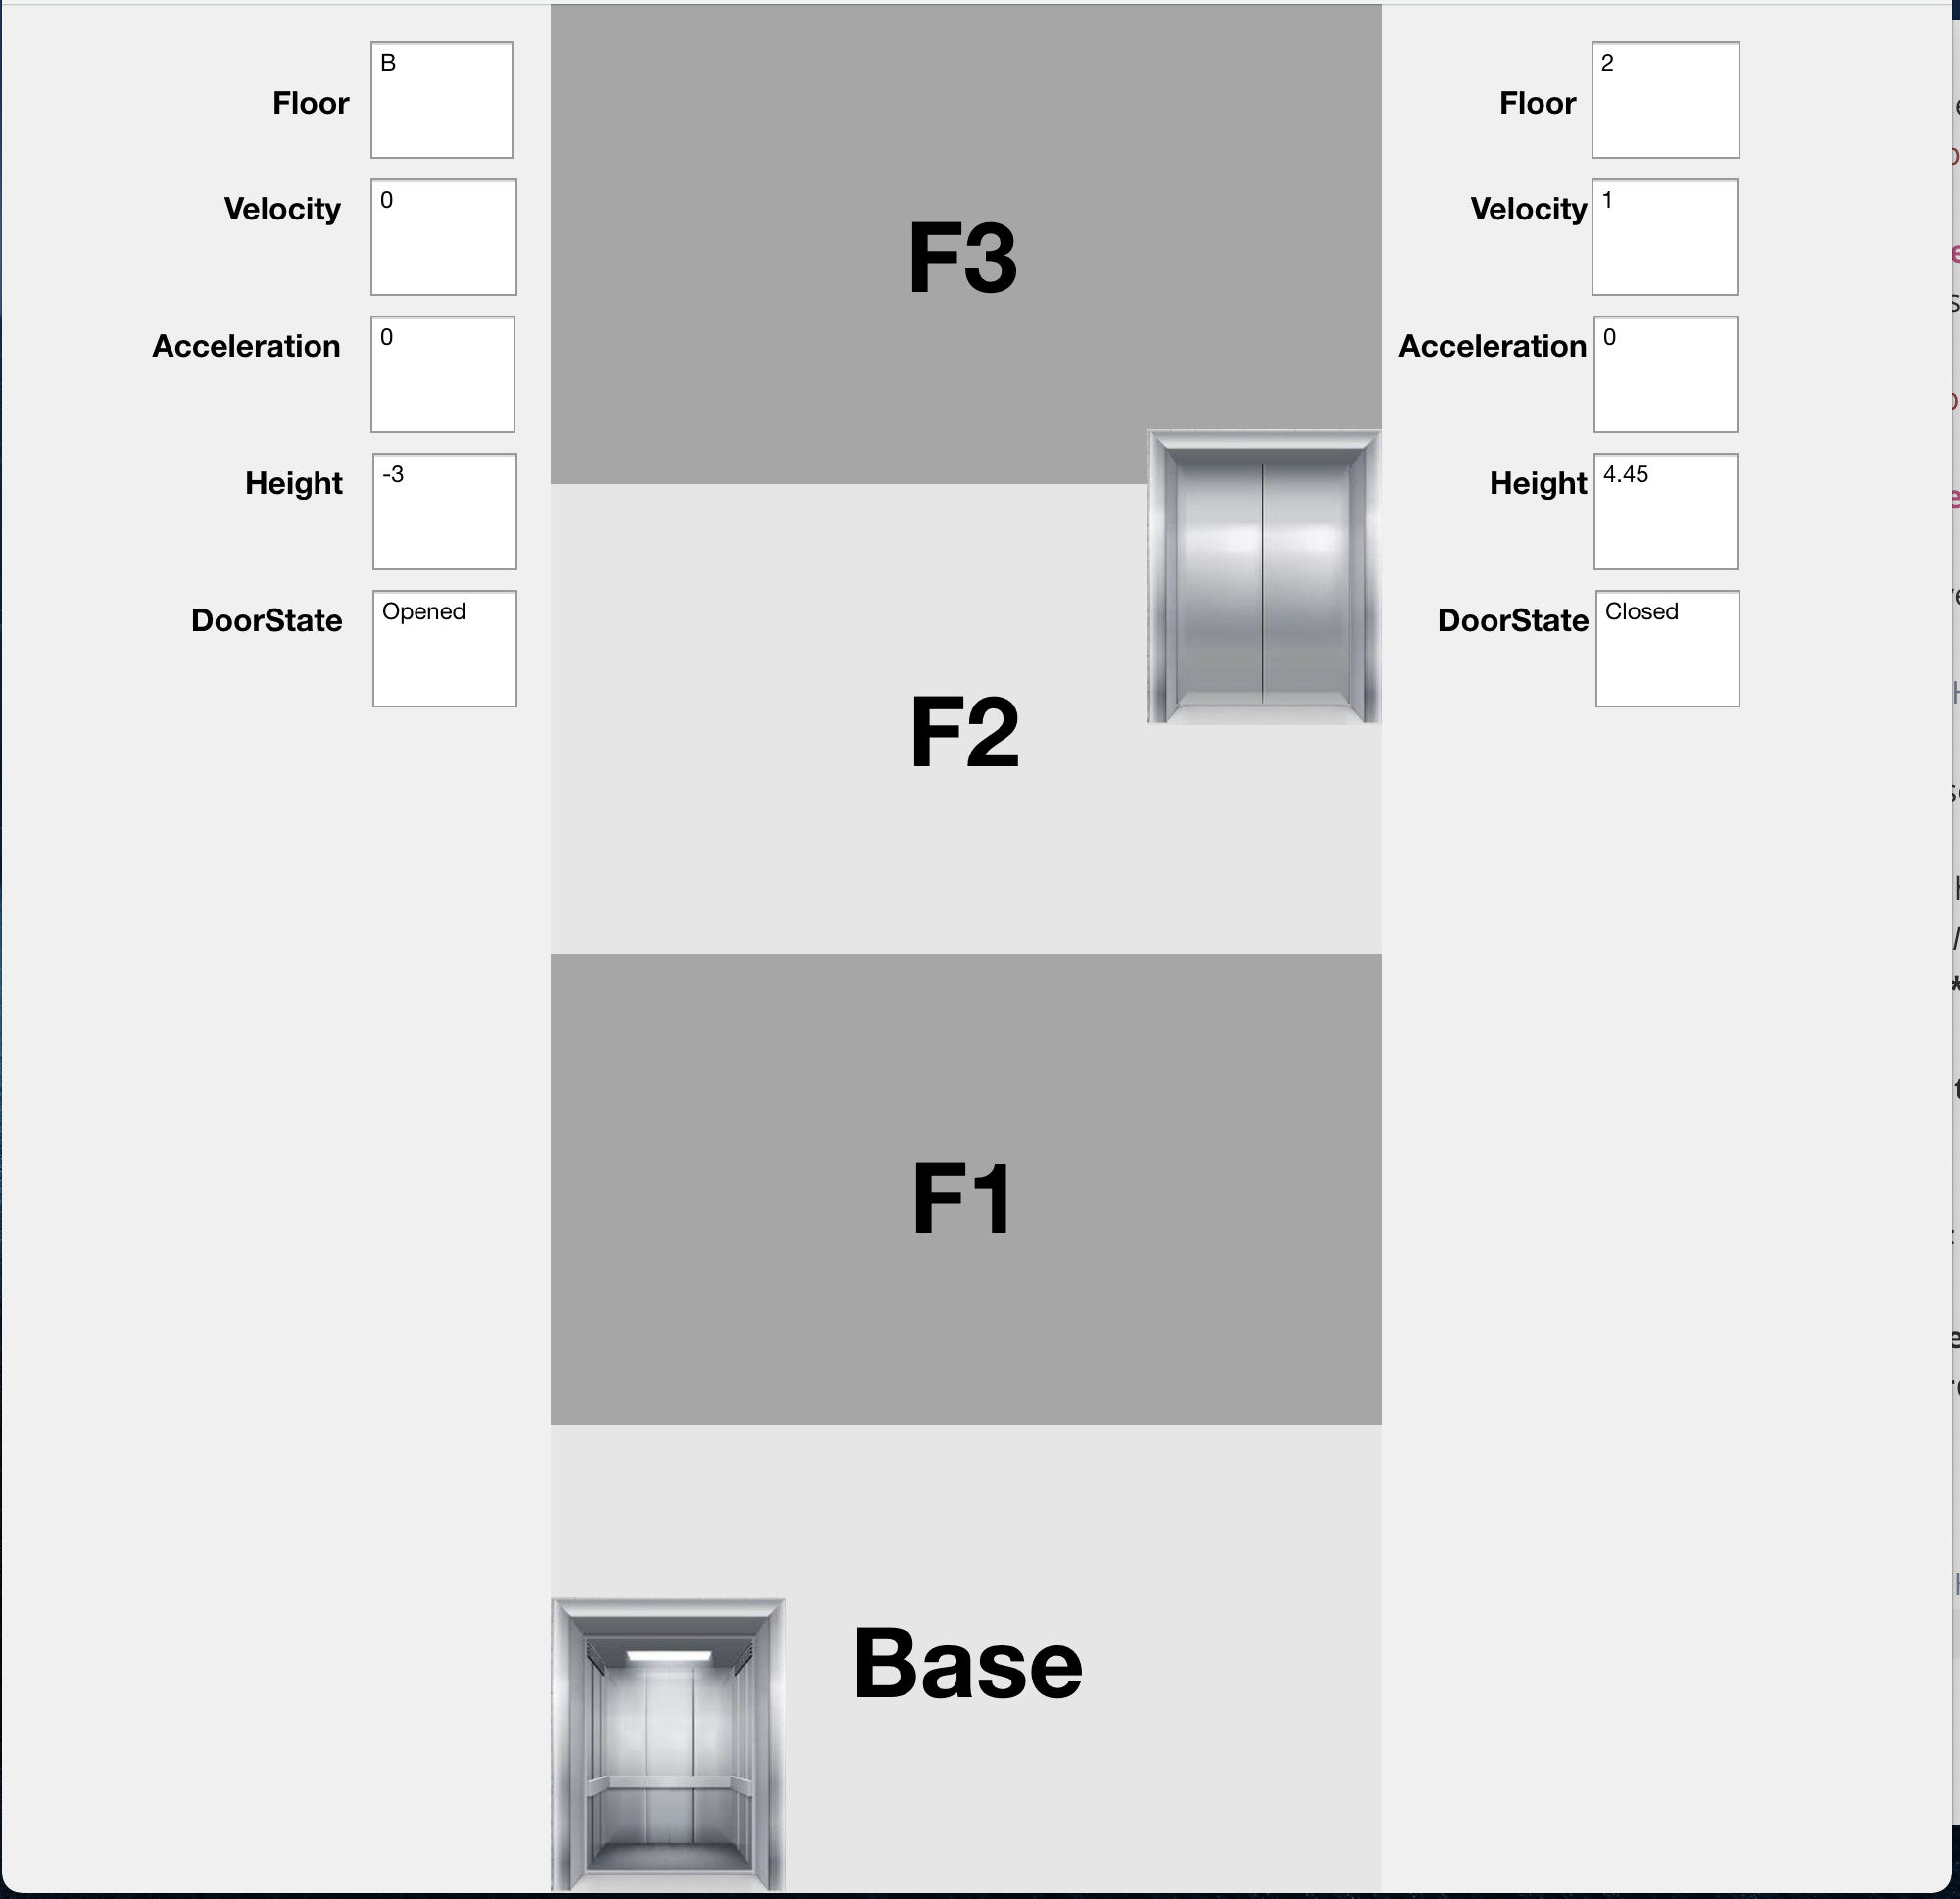 Floor
B
Velocity
0
Acceleration
0
Height
-3
DoorState
Opened
F3
F2
F1
Base
Floor
2
Velocity
1
Acceleration
0
Height
4.45
DoorState
Closed